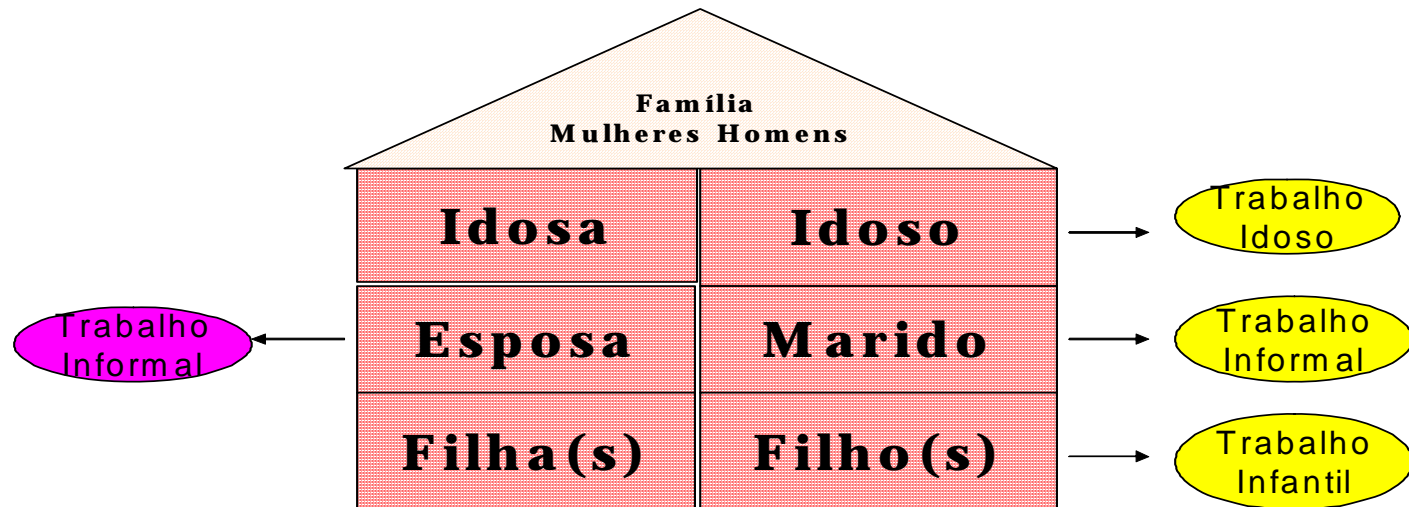 Família
Mulheres Homens
Idosa Idoso
Trabalho
Idoso
Trabalho
Informal
Esposa Marido
Trabalho
Informal
Filha(s) Filho(s)
Trabalho
Infantil